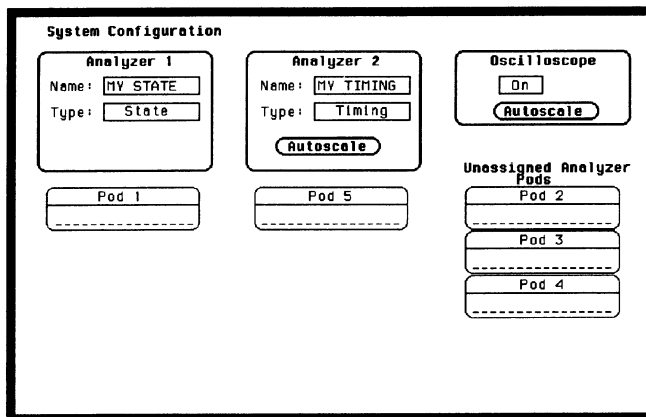 System Configuration
Analyzer 1
Name: MY STATE
Type: State
Analyzer 2
Name: MY TIMING
Type: Timing
Autoscale
Oscilloscope
On
Autoscale
Pod 1
Pod 5
Unassigned Analyzer
Pods
Pod 2
Pod 3
Pod 4